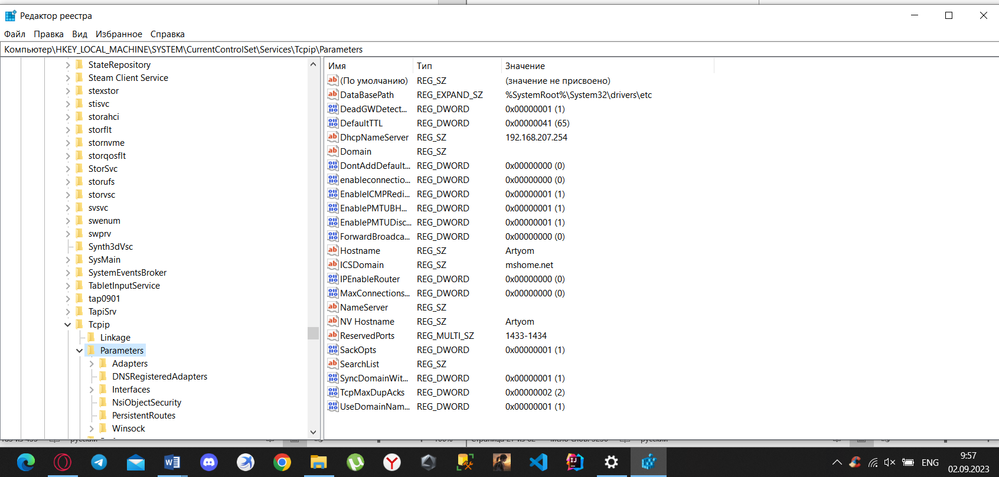 Редактор реестра
Файл Правка Вид Избранное Справка
Компьютер\HKEY_LOCAL_MACHINE\SYSTEM\CurrentControlSet\Services\Tcpip\Parameters
StateRepository
Steam Client Service
stexstor
stisvc
storahci
storflt
stornvme
storqosflt
StorSvc
storufs
storvsc
svsvc
swenum
swprv
Synth3dVsc
SysMain
SystemEventsBroker
TabletInputService
tap0901
TapiSrv
Tcpip
Linkage
Parameters
Adapters
DNSRegisteredAdapters
Interfaces
NsiObjectSecurity
PersistentRoutes
Winsock
Имя Тип Значение
(По умолчанию) REG_SZ (значение не присвоено)
DataBasePath REG_EXPAND_SZ %SystemRoot%\System32\drivers\etc
DeadGWDetect... REG_DWORD 0x00000001 (1)
DefaultTTL REG_DWORD 0x00000041 (65)
DhcpNameServer REG_SZ 192.168.207.254
Domain REG_SZ
DontAddDefault... REG_DWORD 0x00000000 (0)
enableconnectio... REG_DWORD 0x00000000 (0)
EnableICMPRedi... REG_DWORD 0x00000001 (1)
EnablePMTUBH... REG_DWORD 0x00000001 (1)
EnablePMTUDisc... REG_DWORD 0x00000001 (1)
ForwardBroadca... REG_DWORD 0x00000000 (0)
Hostname REG_SZ Artyom
ICSDomain REG_SZ mshome.net
IPEnableRouter REG_DWORD 0x00000000 (0)
MaxConnections... REG_DWORD 0x00000000 (0)
NameServer REG_SZ
NV Hostname REG_SZ Artyom
ReservedPorts REG_MULTI_SZ 1433-1434
SackOpts REG_DWORD 0x00000001 (1)
SearchList REG_SZ
SyncDomainWit... REG_DWORD 0x00000001 (1)
TcpMaxDupAcks REG_DWORD 0x00000002 (2)
UseDomainNam... REG_DWORD 0x00000001 (1)
ENG
9:57
02.09.2023